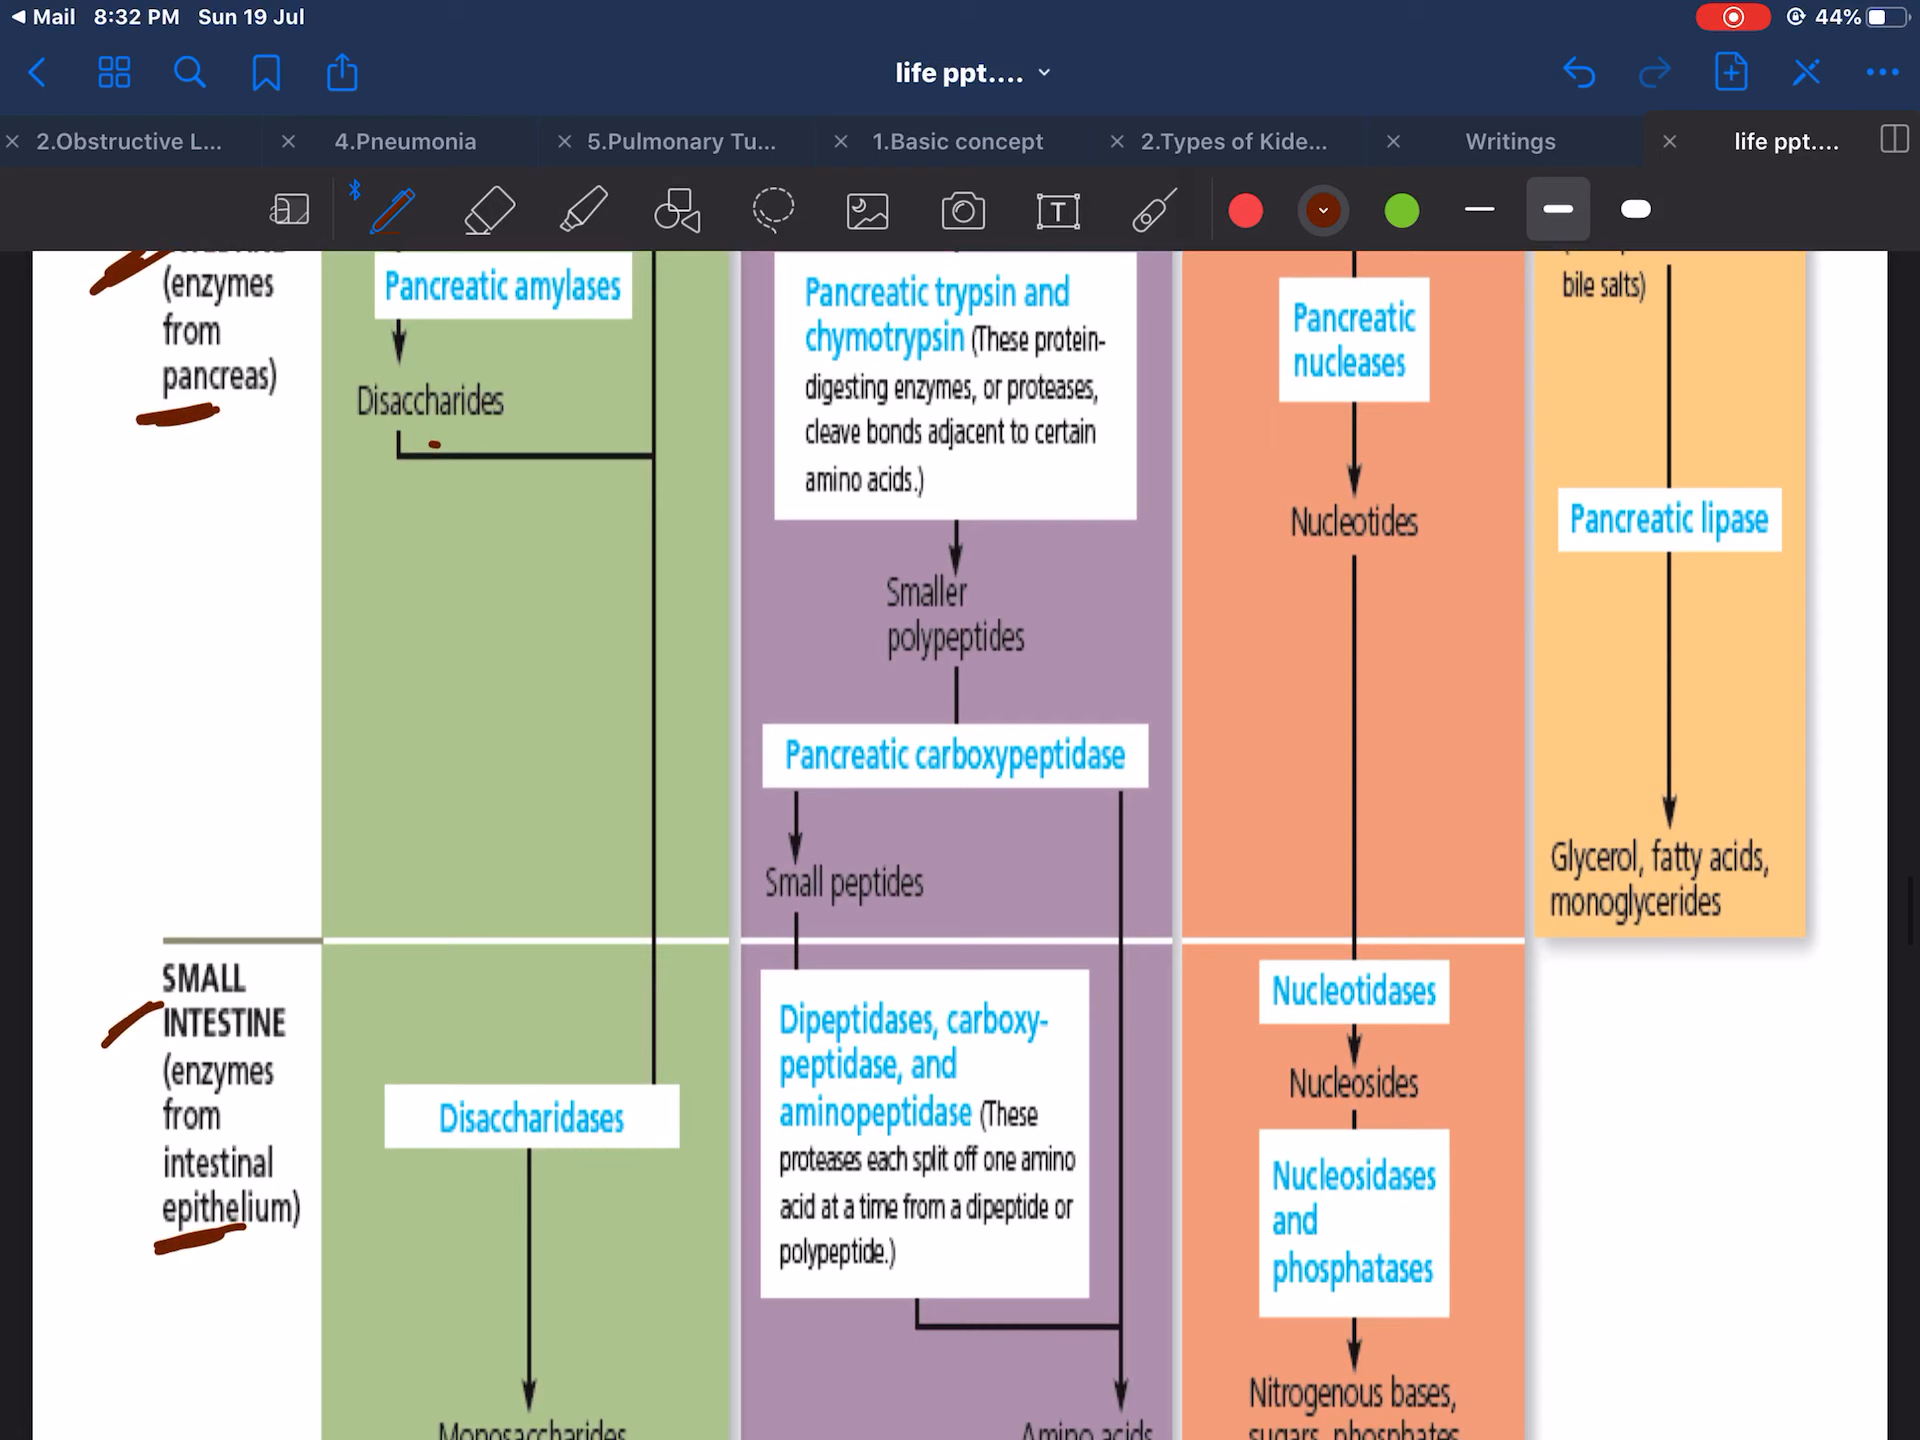 Mail 8:32 PM Sun 19 Jul
44%
life ppt....
2.Obstructive L...
4.Pneumonia
5.Pulmonary Tu...
1.Basic concept
2.Types of Kide...
Writings
life ppt....
T
(enzymes
from
pancreas)
Pancreatic amylases
Disaccharides
Pancreatic trypsin and
chymotrypsin (These protein-
digesting enzymes, or proteases,
cleave bonds adjacent to certain
amino acids.)
Smaller
polypeptides
Pancreatic carboxypeptidase
Small peptides
Pancreatic
nucleases
Nucleotides
bile salts)
Pancreatic lipase
Glycerol, fatty acids,
monoglycerides
SMALL
INTESTINE
(enzymes
from
intestinal
epithelium)
Disaccharidases
Monosaccharides
Dipeptidases, carboxy-
peptidase, and
aminopeptidase (These
proteases each split off one amino
acid at a time from a dipeptide or
polypeptide.)
Amino acids
Nucleotidases
Nucleosides
Nucleosidases
and
phosphatases
Nitrogenous bases,
sugars, phosphates